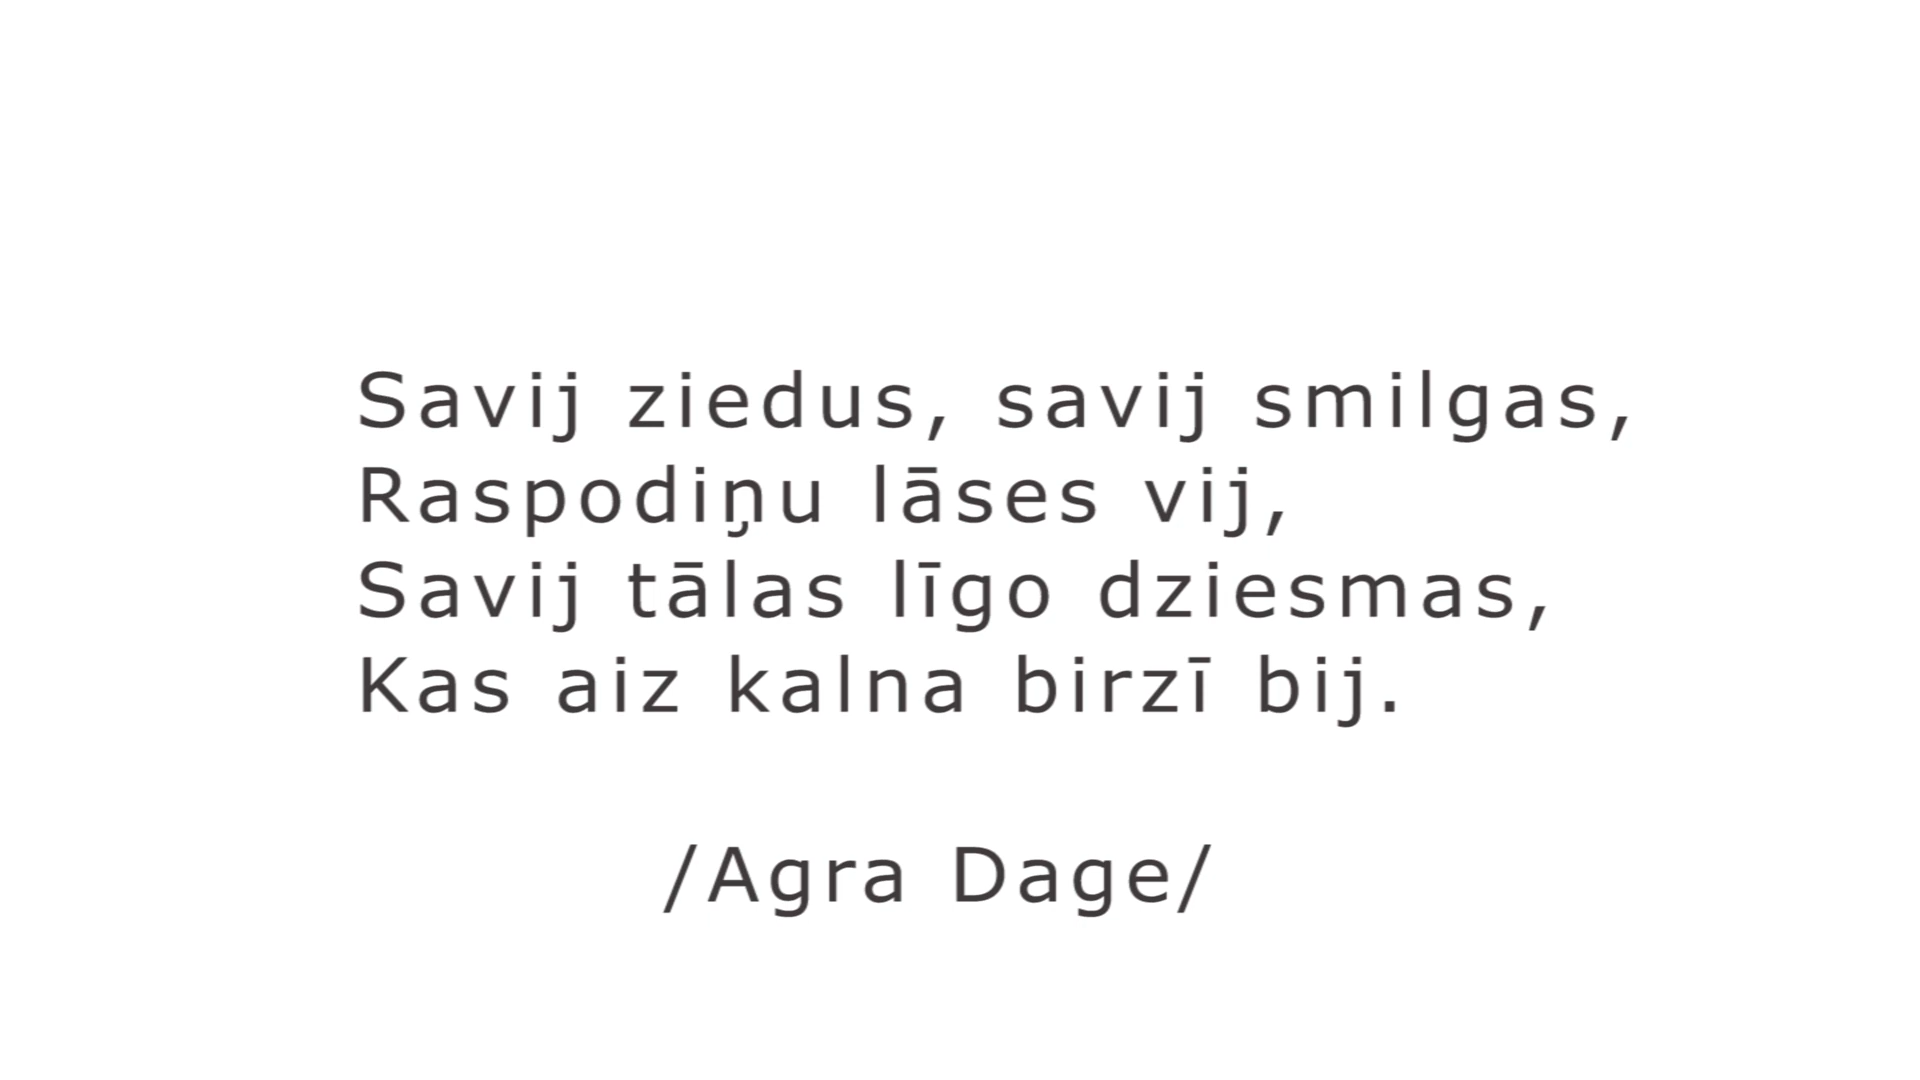 Savij ziedus, savij smilgas,
Raspodiņu lāses vij,
Savij tālas līgo dziesmas,
Kas aiz kalna birzī bij.
/Agra Dage/